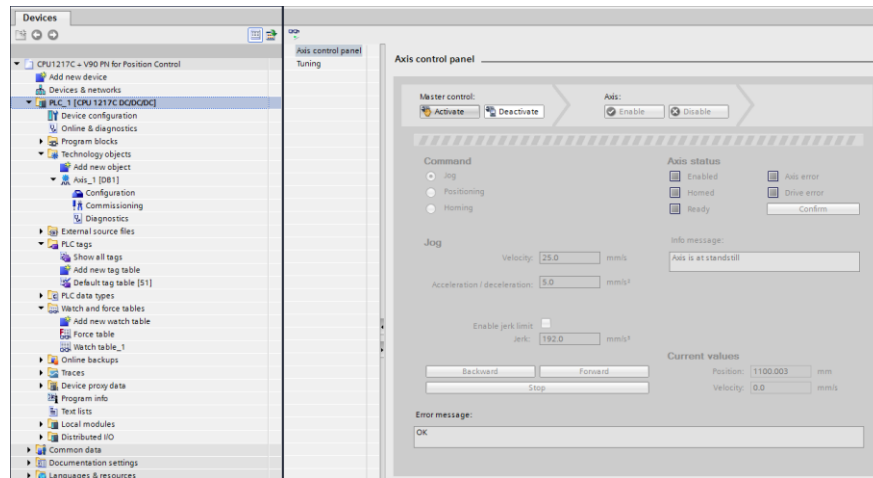 Devices
CPU1217C + V90 PN for Position Control
Add new device
Devices & networks
PLC_1 [CPU 1217C DC/DC/DC]
Device configuration
Online & diagnostics
Program blocks
Technology objects
Add new object
Axis_1 [DB1]
Configuration
Commissioning
Diagnostics
External source files
PLC tags
Show all tags
Add new tag table
Default tag table [51]
PLC data types
Watch and force tables
Add new watch table
Force table
Watch table_1
Online backups
Traces
Device proxy data
Program info
Text lists
Local modules
Distributed I/O
Common data
Documentation settings
Languages & resources
Axis control panel
Tuning
Axis control panel
Master control: Axis:
Activate Deactivate Enable Disable
Command Axis status
Jog Enabled Axis error
Positioning Homed Drive error
Homing Ready Confirm
Jog Info message:
Velocity: 25.0 mm/s Axis is at standstill
Acceleration / deceleration: 5.0 mm/s²
Enable jerk limit
Jerk: 192.0 mm/s³
Current values
Backward Forward Position: 1100.003 mm
Stop Velocity: 0.0 mm/s
Error message:
OK